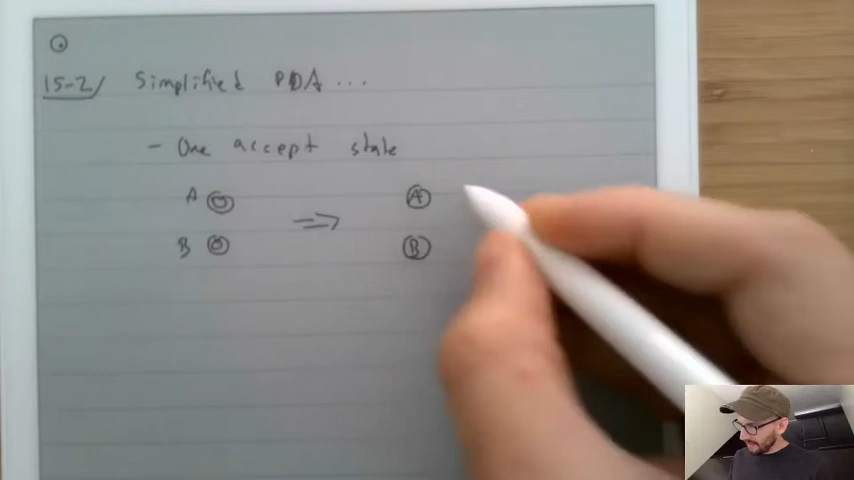 15-2/ Simplified PDA...
- One accept state
A ⇒ A
B B